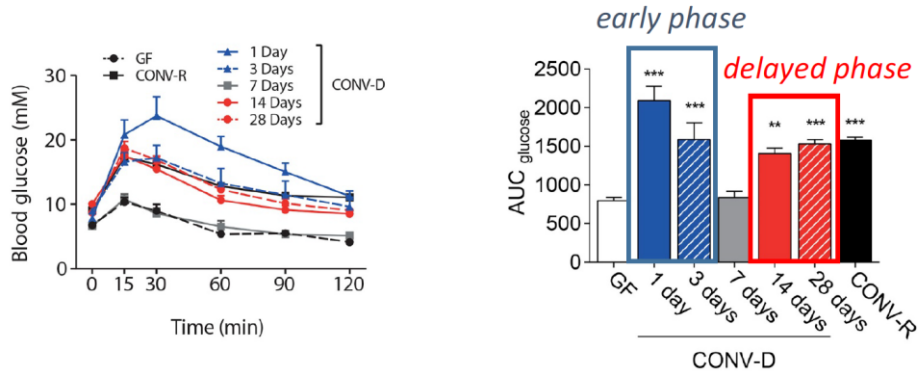 early phase
delayed phase
GF
CONV-R
1 Day
3 Days
7 Days
14 Days
28 Days
CONV-D
Blood glucose (mM)
30
20
10
0
0 15 30 60 90 120
Time (min)
AUC glucose
2500
2000
1500
1000
500
0
***
***
**
***
***
GF
1 day
3 days
7 days
14 days
28 days
CONV-R
CONV-D